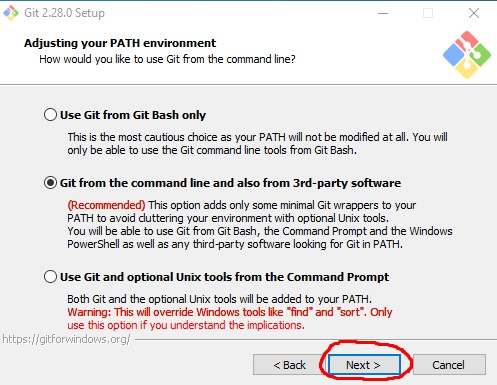 Git 2.28.0 Setup
Adjusting your PATH environment
How would you like to use Git from the command line?
Use Git from Git Bash only
This is the most cautious choice as your PATH will not be modified at all. You will
only be able to use the Git command line tools from Git Bash.
Git from the command line and also from 3rd-party software
(Recommended) This option adds only some minimal Git wrappers to your
PATH to avoid cluttering your environment with optional Unix tools.
You will be able to use Git from Git Bash, the Command Prompt and the Windows
PowerShell as well as any third-party software looking for Git in PATH.
Use Git and optional Unix tools from the Command Prompt
Both Git and the optional Unix tools will be added to your PATH.
Warning: This will override Windows tools like "find" and "sort". Only
use this option if you understand the implications.
https://gitforwindows.org/
< Back Next > Cancel